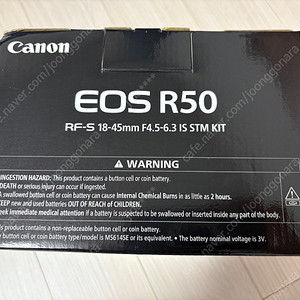 Canon
EOS R50
RF-S 18-45mm F4.5-6.3 IS STM KIT
⚠ WARNING
INGESTION HAZARD: This product contains a button cell or coin battery.
DEATH or serious injury can occur if ingested.
A swallowed button cell or coin battery can cause Internal Chemical Burns in as little as 2 hours.
KEEP new and used batteries OUT OF REACH of CHILDREN.
Seek immediate medical attention if a battery is suspected to be swallowed or inserted inside any part of
This product contains a non-replaceable button cell or coin battery.
button cell or coin battery type/model is MS614SE or its equivalent. • The nominal battery voltage is 3V.
cafe.naver.com/joonggonara